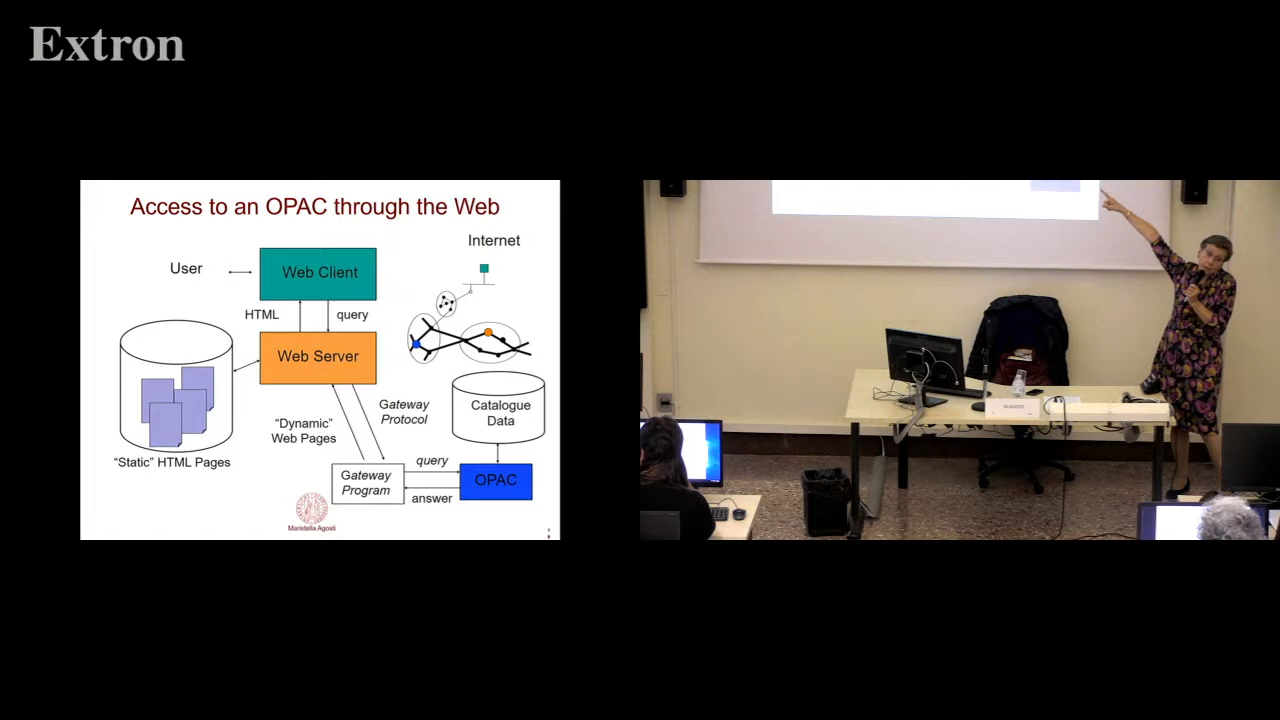 Extron
Access to an OPAC through the Web
Internet
User
Web Client
HTML
query
Web Server
Gateway
Protocol
Catalogue
Data
"Dynamic"
Web Pages
"Static" HTML Pages
query
Gateway
Program
OPAC
answer
Maristella Agosti